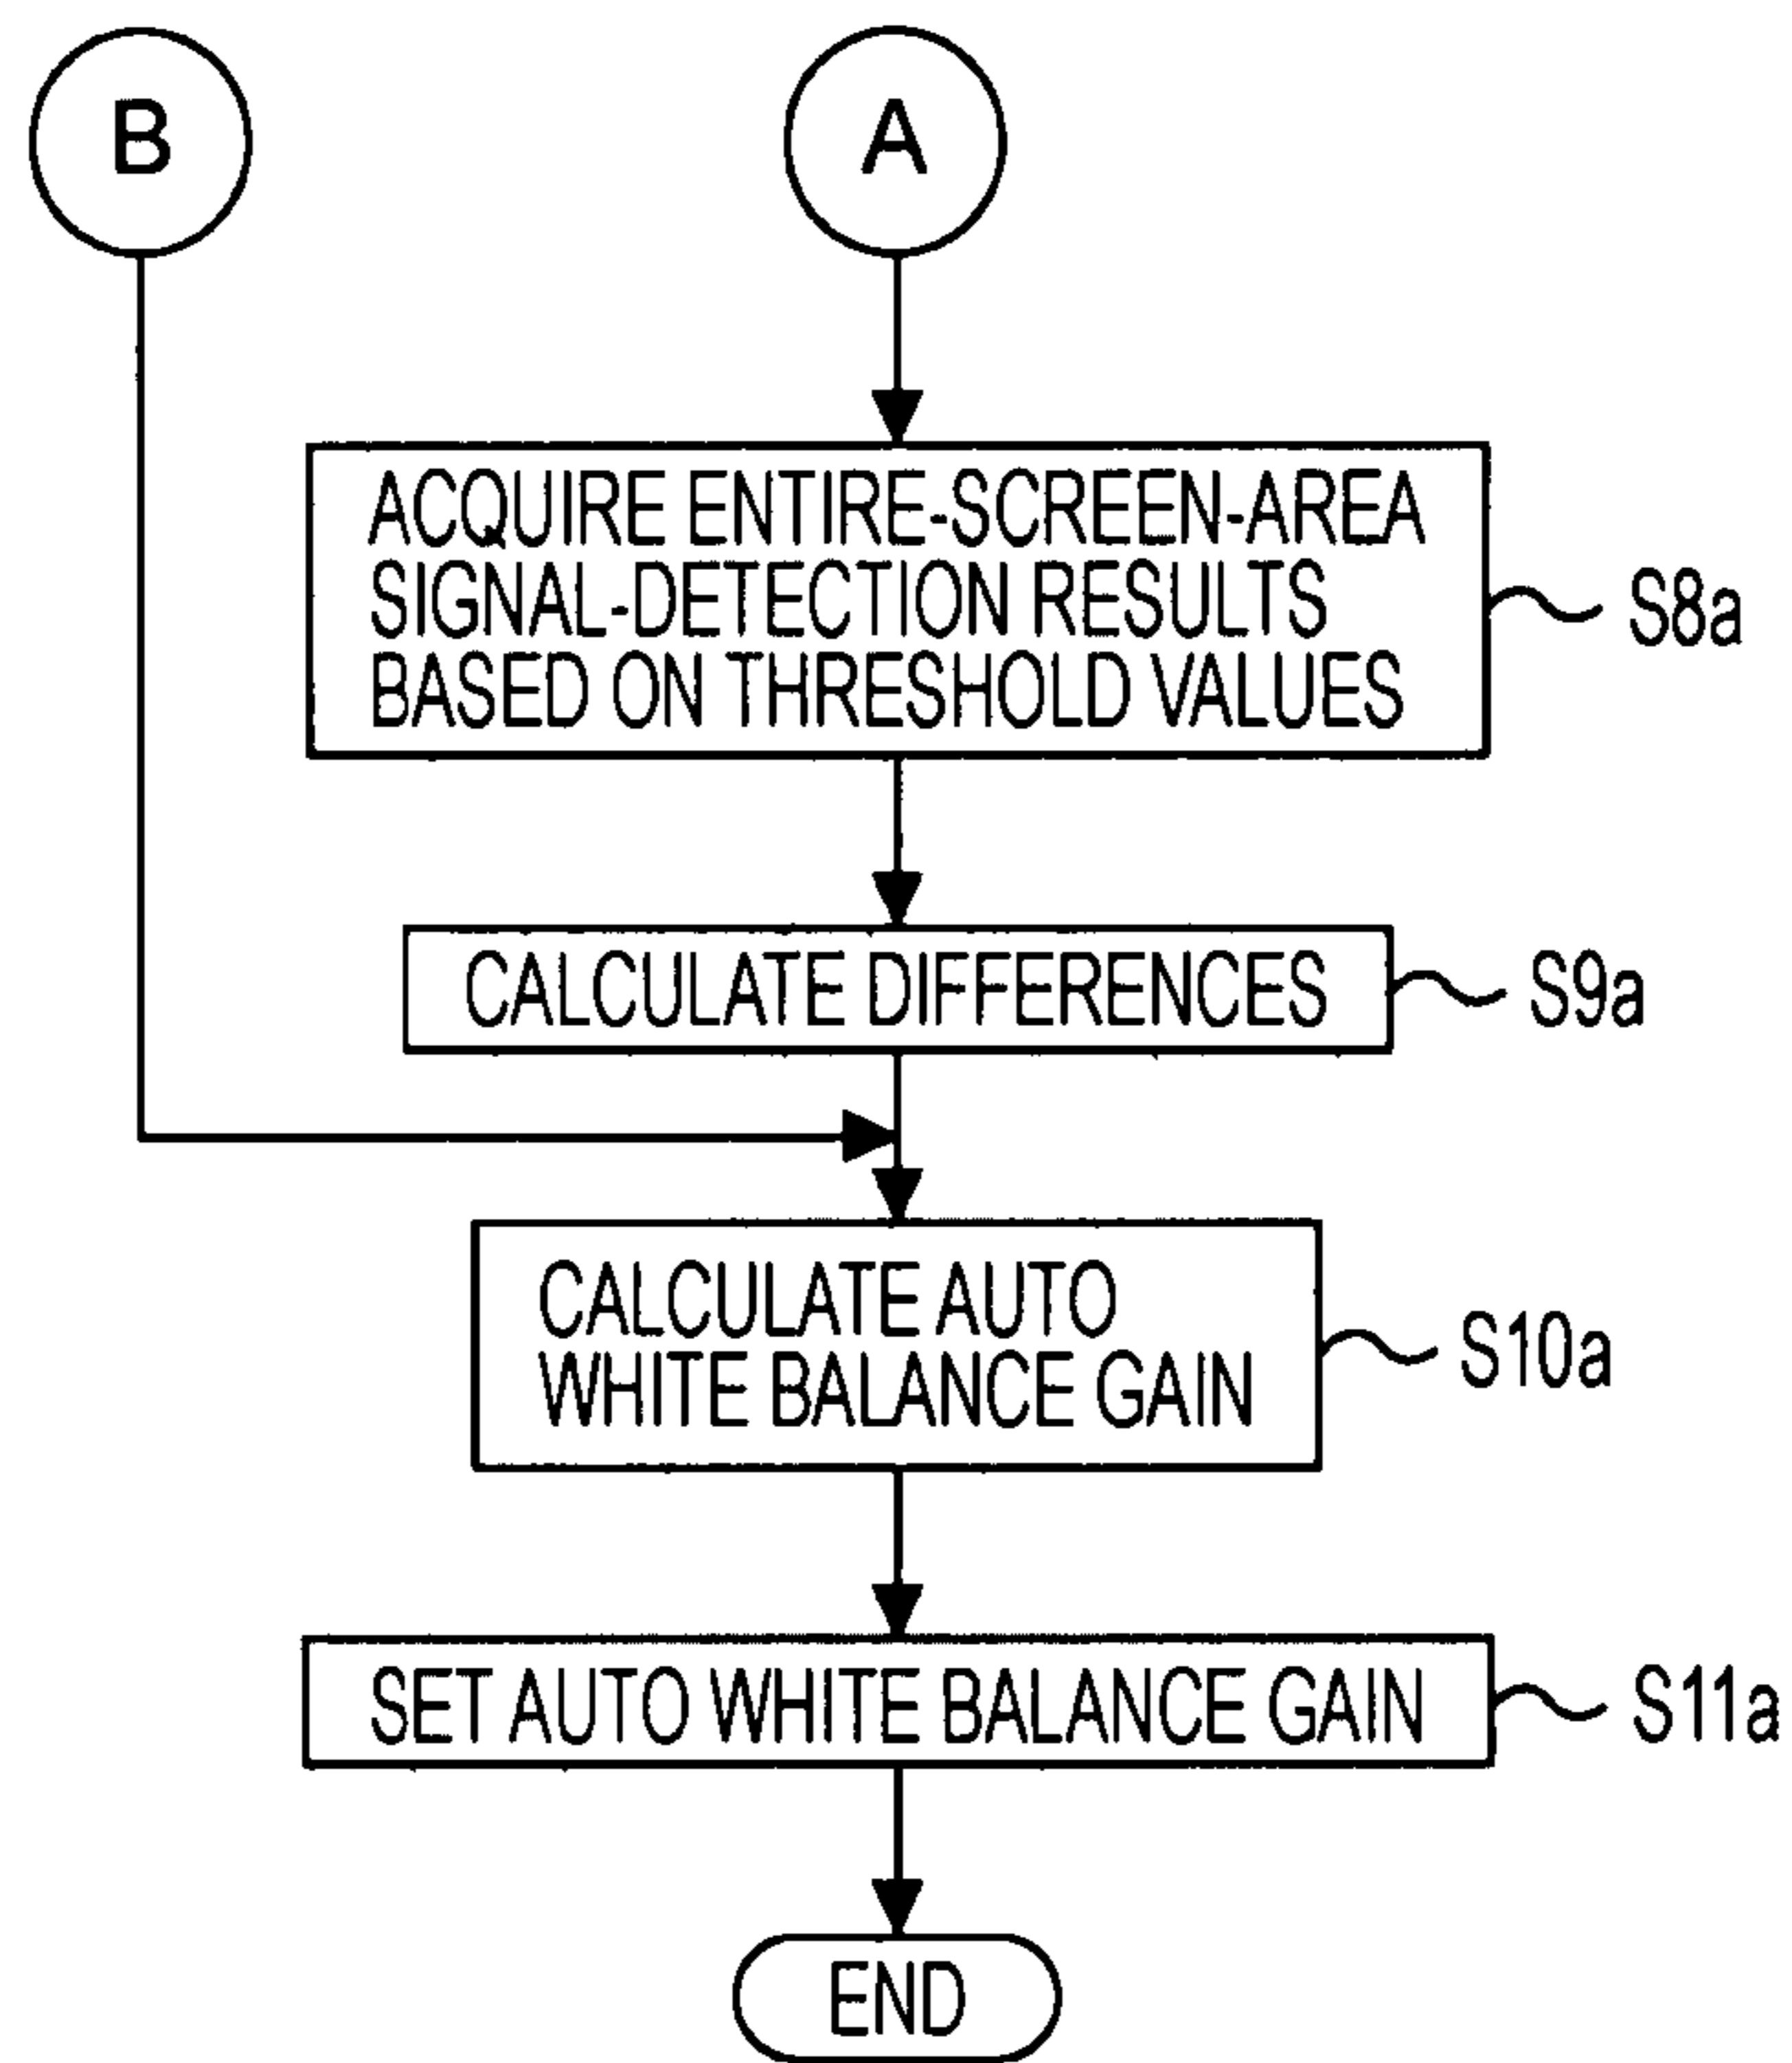 B
A
ACQUIRE ENTIRE-SCREEN-AREA
SIGNAL-DETECTION RESULTS
BASED ON THRESHOLD VALUES
S8a
CALCULATE DIFFERENCES
S9a
CALCULATE AUTO
WHITE BALANCE GAIN
S10a
SET AUTO WHITE BALANCE GAIN
S11a
END